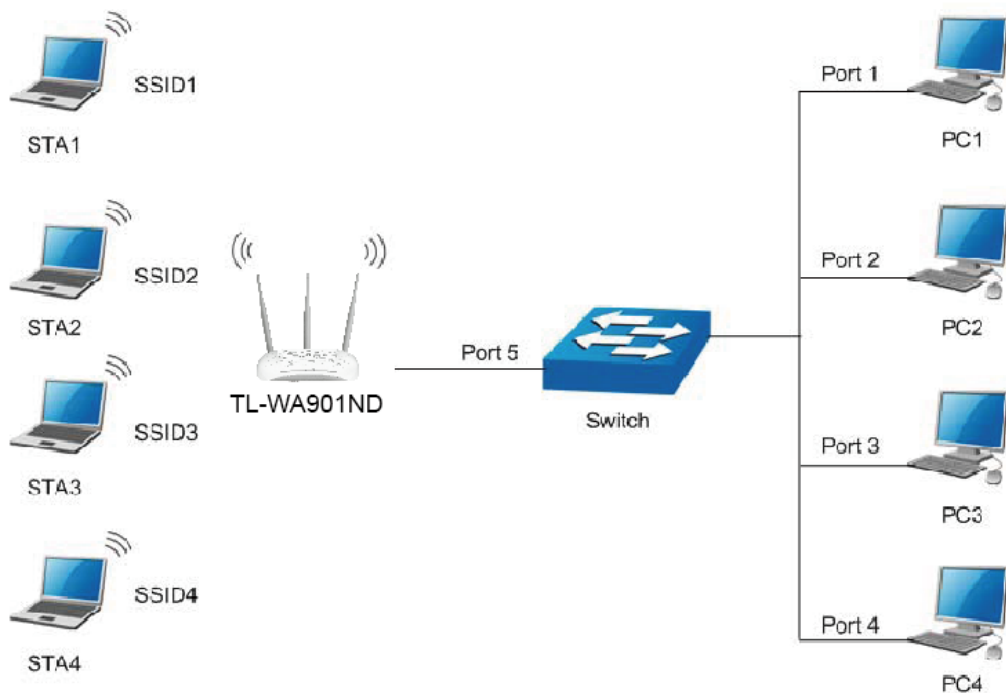 SSID1
STA1
SSID2
STA2
SSID3
STA3
SSID4
STA4
TL-WA901ND
Port 5
Switch
Port 1
PC1
Port 2
PC2
Port 3
PC3
Port 4
PC4